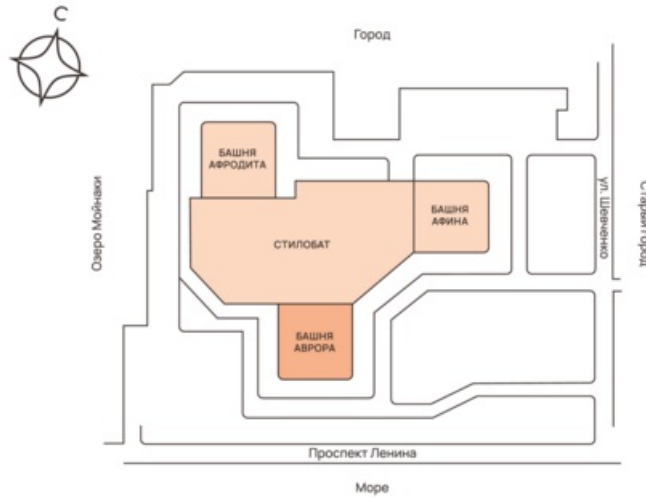 С
Город
БАШНЯ
АФРОДИТА
Озеро Мойнаки
СТИЛОБАТ
БАШНЯ
АФИНА
ул. Шевченко
Старый город
БАШНЯ
АВРОРА
Проспект Ленина
Море